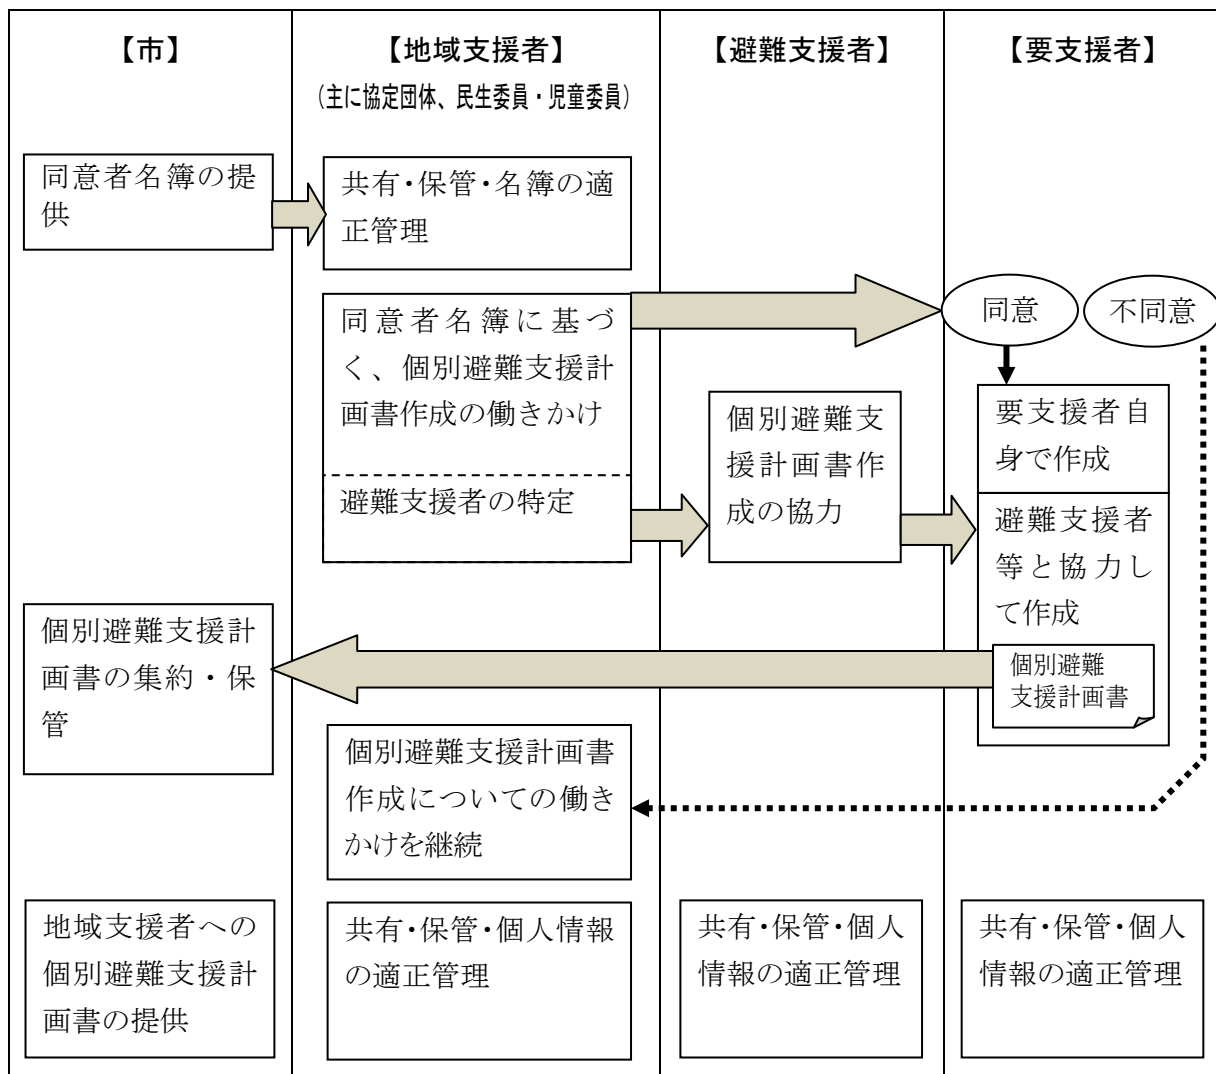 【市】
【地域支援者】
(主に協定団体、民生委員・児童委員)
【避難支援者】
【要支援者】
同意者名簿の提
供
共有・保管・名簿の適
正管理
同意者名簿に基づ
く、個別避難支援計
画書作成の働きかけ
避難支援者の特定
個別避難支
援計画書作
成の協力
同意
不同意
要支援者自
身で作成
避難支援者
等と協力し
て作成
個別避難
支援計画書
個別避難支援計
画書の集約・保
管
個別避難支援計画書
作成についての働き
かけを継続
地域支援者への
個別避難支援計
画書の提供
共有・保管・個人情報
の適正管理
共有・保管・個人
情報の適正管理
共有・保管・個人
情報の適正管理